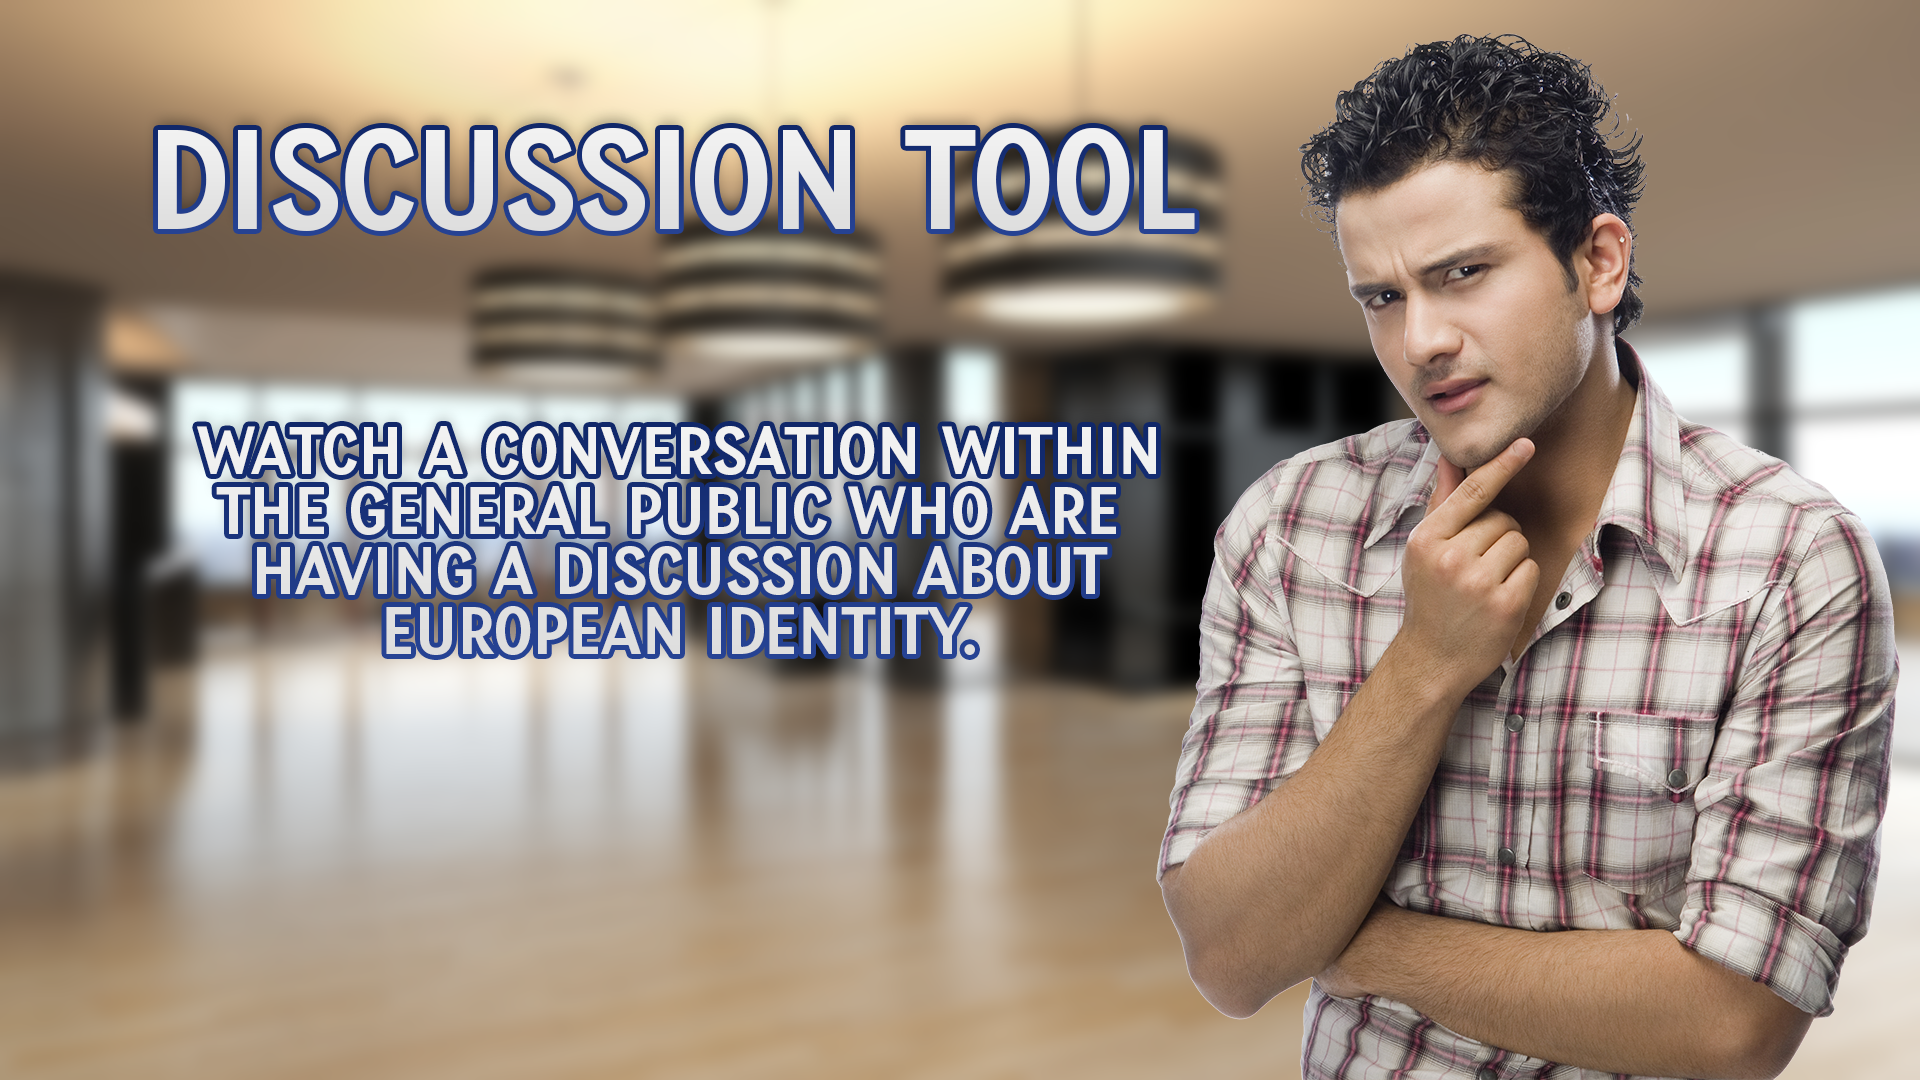 DISCUSSION TOOL
WATCH A CONVERSATION WITHIN
THE GENERAL PUBLIC WHO ARE
HAVING A DISCUSSION ABOUT
EUROPEAN IDENTITY.